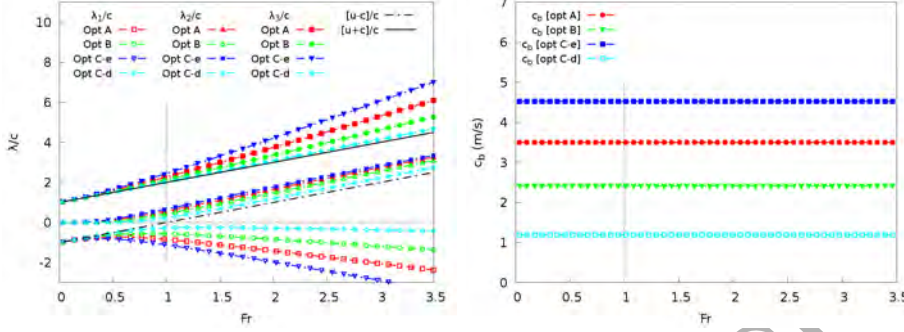 λ1/c λ2/c λ3/c [u-c]/c
Opt A Opt A Opt A [u+c]/c
Opt B Opt B Opt B
Opt C-e Opt C-e Opt C-e
Opt C-d Opt C-d Opt C-d
10
8
6
4
2
0
-2
λ/c
0 0.5 1 1.5 2 2.5 3 3.5
Fr
cb [opt A]
cb [opt B]
cb [opt C-e]
cb [opt C-d]
7
6
5
4
3
2
1
0
cb (m/s)
0 0.5 1 1.5 2 2.5 3 3.5
Fr